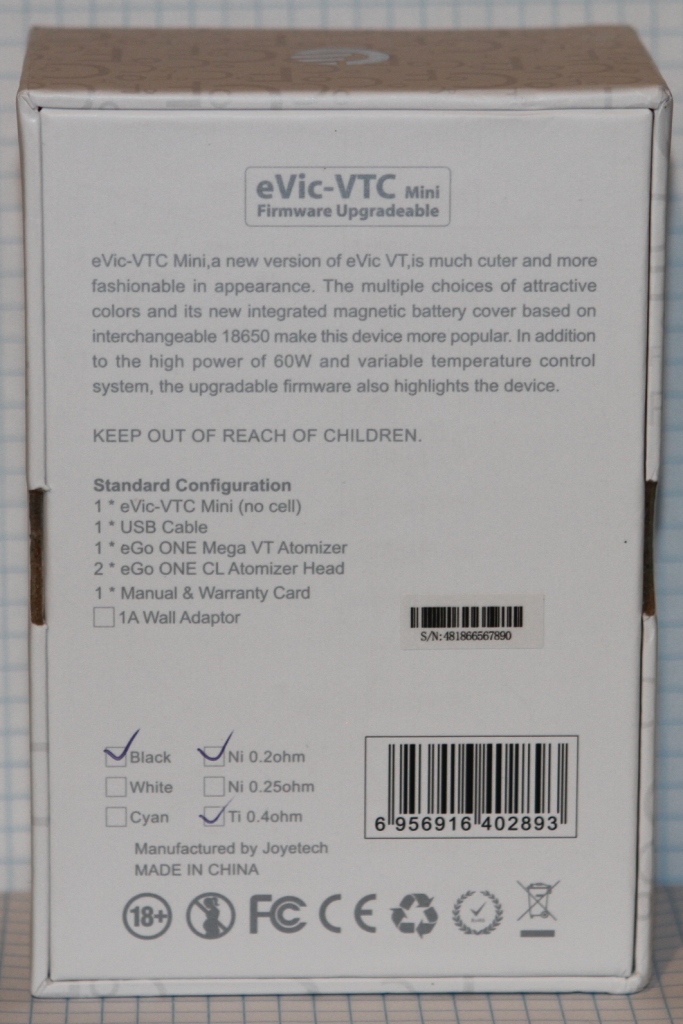 eVic-VTC Mini
Firmware Upgradeable
eVic-VTC Mini,a new version of eVic VT,is much cuter and more
fashionable in appearance. The multiple choices of attractive
colors and its new integrated magnetic battery cover based on
interchangeable 18650 make this device more popular. In addition
to the high power of 60W and variable temperature control
system, the upgradable firmware also highlights the device.
KEEP OUT OF REACH OF CHILDREN.
Standard Configuration
1 * eVic-VTC Mini (no cell)
1 * USB Cable
1 * eGo ONE Mega VT Atomizer
2 * eGo ONE CL Atomizer Head
1 * Manual & Warranty Card
1A Wall Adaptor
S/N:481866567890
Black Ni 0.2ohm
White Ni 0.25ohm
Cyan Ti 0.4ohm
6 956916 402893
Manufactured by Joyetech
MADE IN CHINA
18+ FC CE